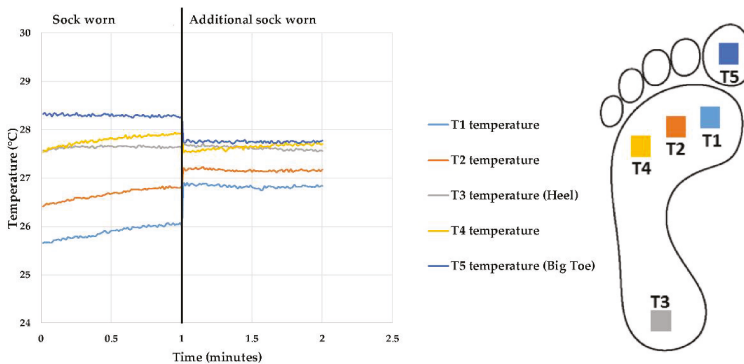 Sock worn
Additional sock worn
30
29
28
27
26
25
24
Temperature (°C)
0
0.5
1
1.5
2
2.5
Time (minutes)
T1 temperature
T2 temperature
T3 temperature (Heel)
T4 temperature
T5 temperature (Big Toe)
T5
T1
T2
T4
T3